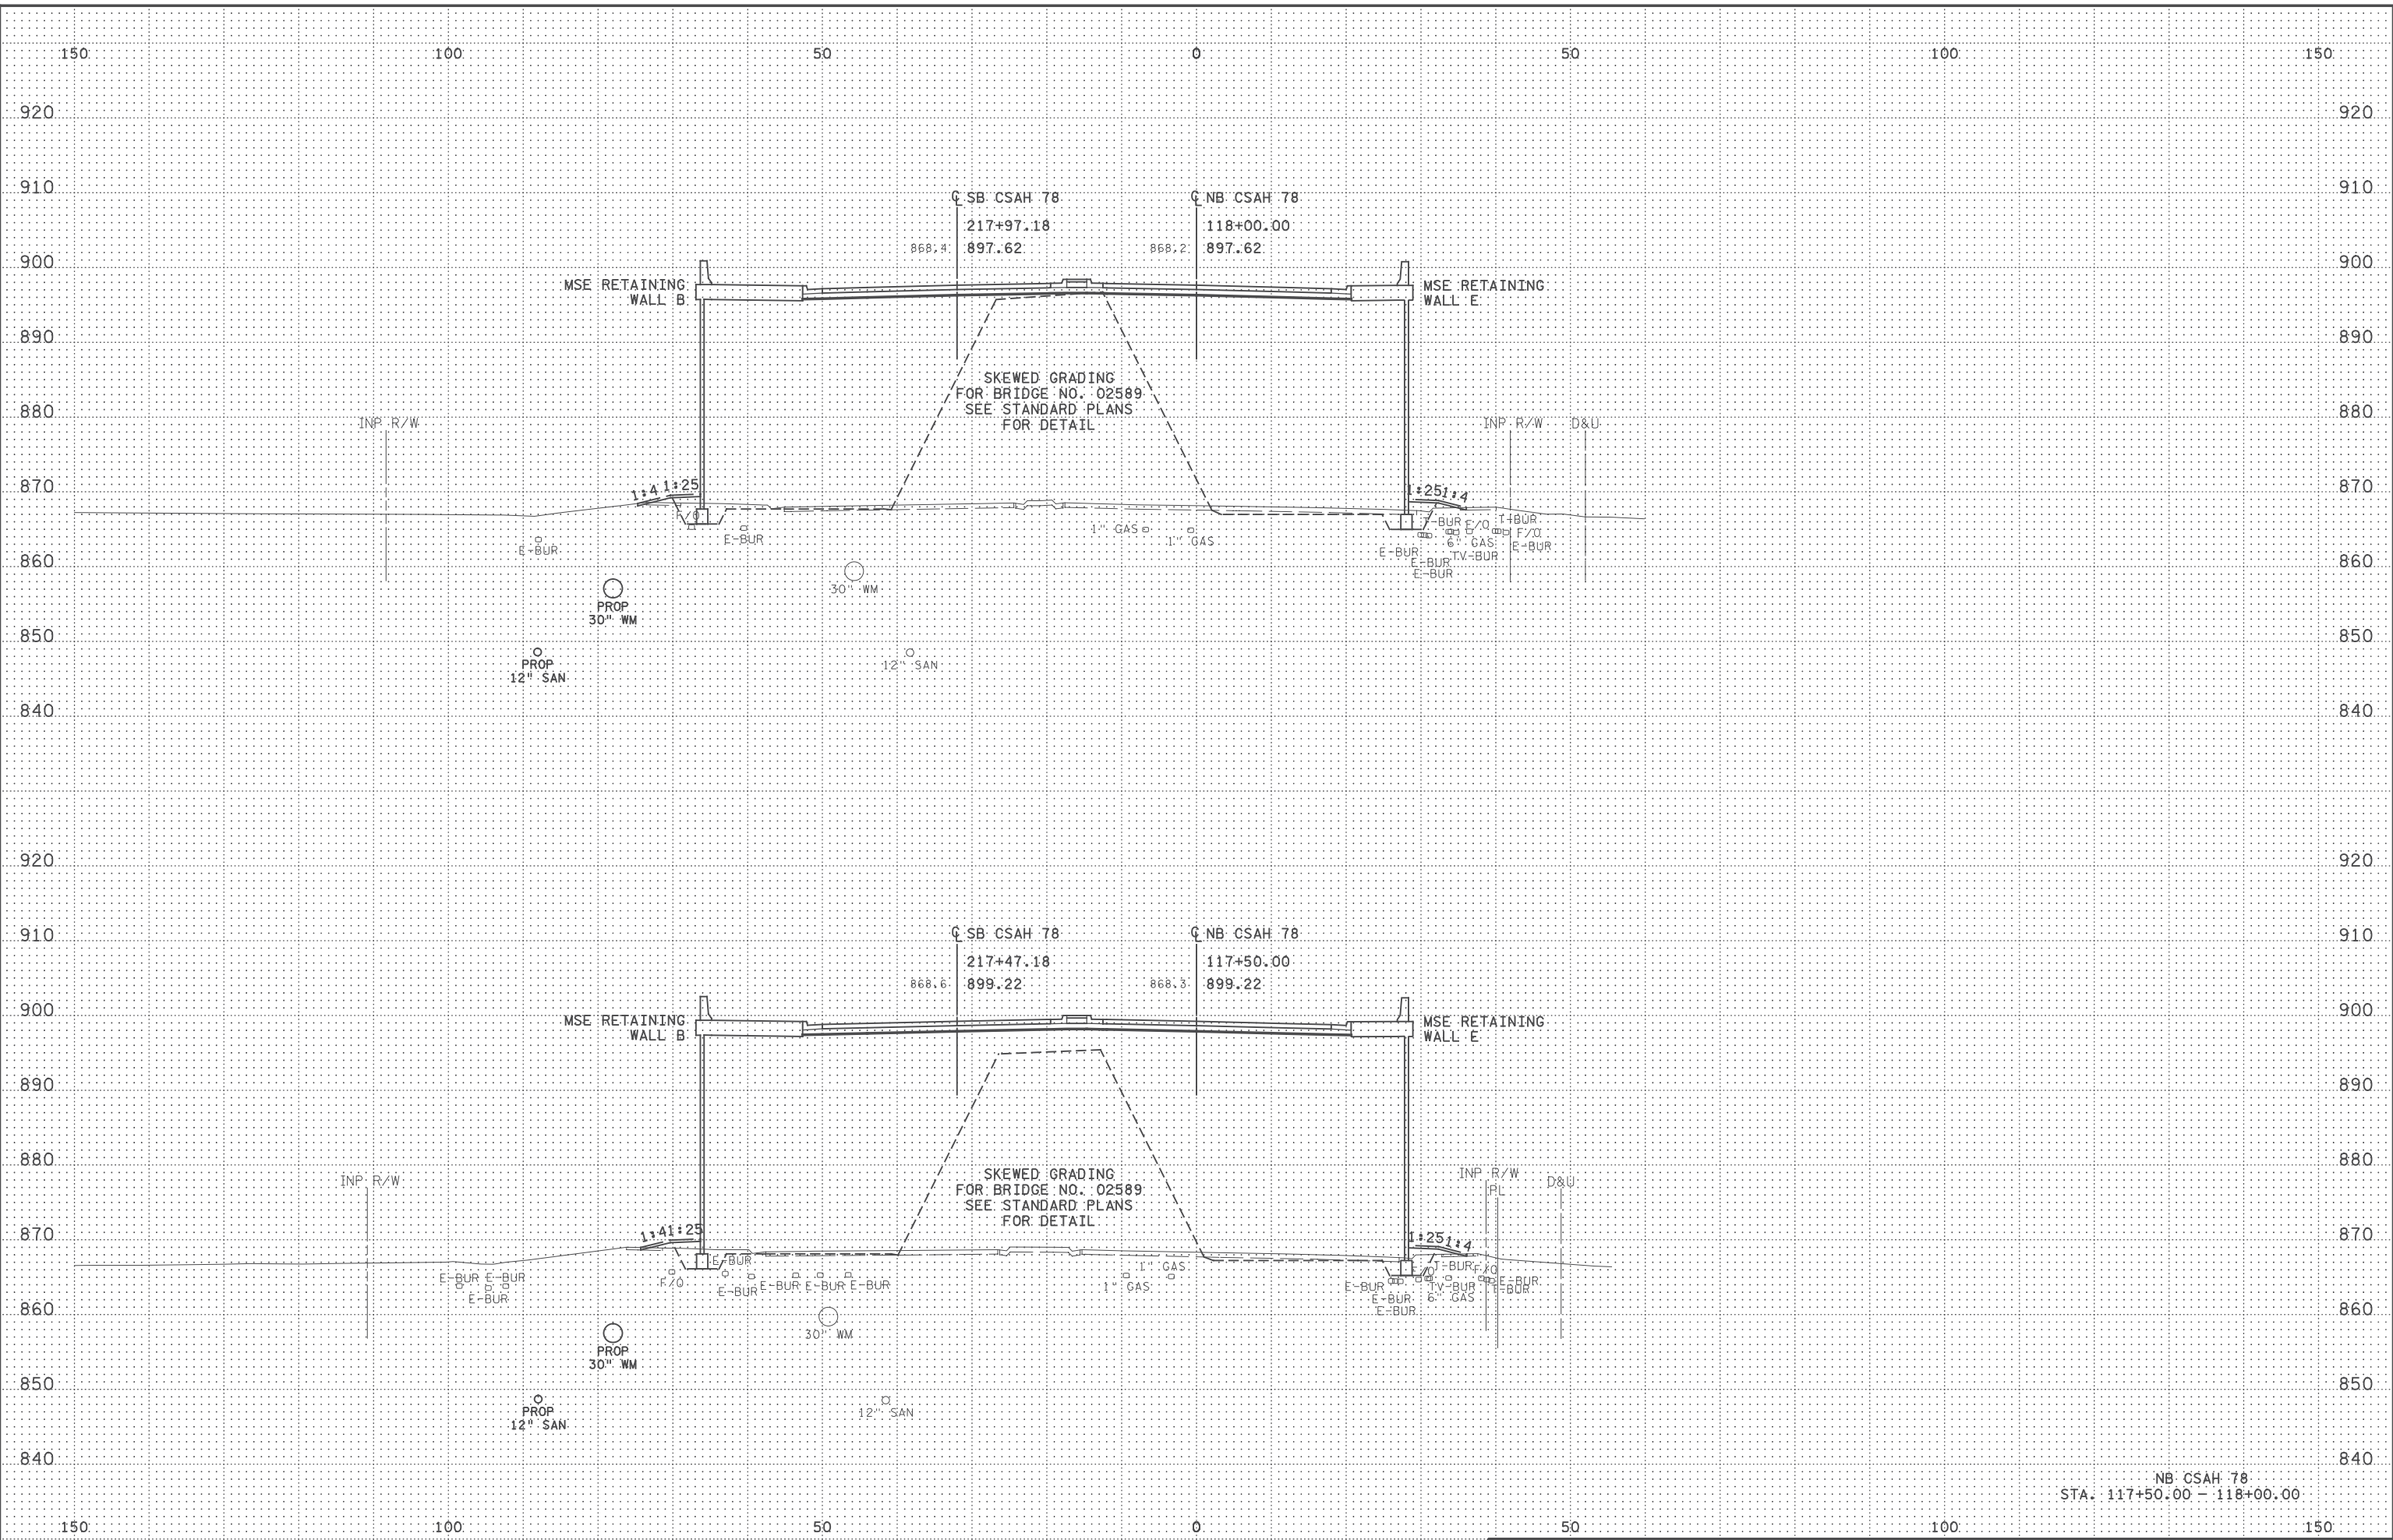 150 100 50 0 50 100 150
920 920
910 910
℄ SB CSAH 78 ℄ NB CSAH 78
217+97.18 118+00.00
868.4 897.62 868.2 897.62
900 900
MSE RETAINING
WALL B
MSE RETAINING
WALL E
890 890
SKEWED GRADING
FOR BRIDGE NO. 02589
SEE STANDARD PLANS
FOR DETAIL
880 880
INP R/W INP R/W D&U
870 870
1:4 1:25 1:25 1:4
F/O T-BUR F/O T-BUR
E-BUR 1" GAS 1" GAS 6" GAS F/O
E-BUR E-BUR TV-BUR E-BUR
E-BUR
E-BUR
860 860
30" WM
PROP
30" WM
850 850
PROP
12" SAN
12" SAN
840 840
920 920
910 910
℄ SB CSAH 78 ℄ NB CSAH 78
217+47.18 117+50.00
868.6 899.22 868.3 899.22
900 900
MSE RETAINING
WALL B
MSE RETAINING
WALL E
890 890
880 880
SKEWED GRADING
FOR BRIDGE NO. 02589
SEE STANDARD PLANS
FOR DETAIL
INP R/W INP R/W D&U
PL
870 870
1:4 1:25 1:25 1:4
E-BUR 1" GAS T-BUR
E-BUR E-BUR F/O F/O F/O
E-BUR E-BUR E-BUR E-BUR 1" GAS E-BUR TV-BUR E-BUR
E-BUR E-BUR 6" GAS T-BUR
E-BUR
860 860
30" WM
PROP
30" WM
850 850
PROP
12" SAN
12" SAN
840 840
NB CSAH 78
STA. 117+50.00 - 118+00.00
150 100 50 0 50 100 150